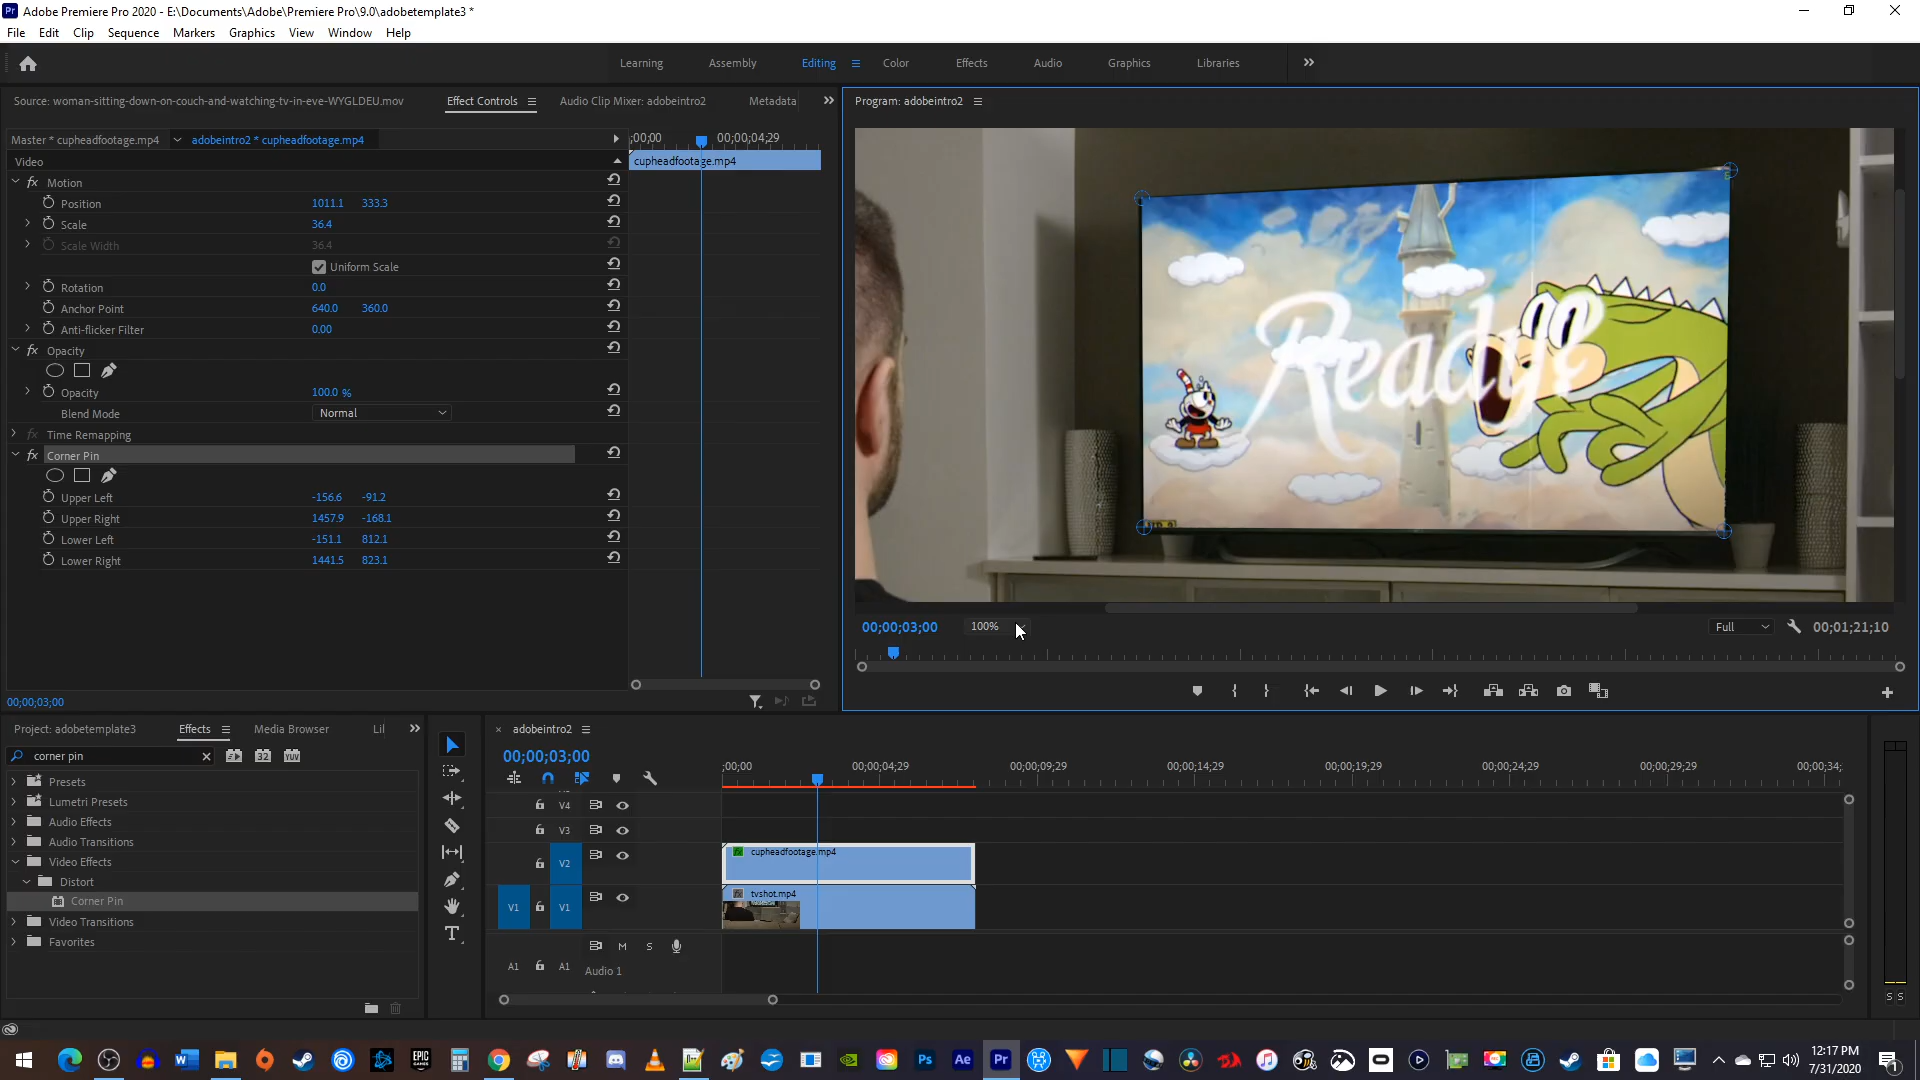 Adobe Premiere Pro 2020 - E:\Documents\Adobe\Premiere Pro\9.0\adobetemplate3 *
File Edit Clip Sequence Markers Graphics View Window Help
Learning Assembly Editing Color Effects Audio Graphics Libraries
Source: woman-sitting-down-on-couch-and-watching-tv-in-eve-WYGLDEU.mov Effect Controls Audio Clip Mixer: adobeintro2 Metadata
Program: adobeintro2
Master * cupheadfootage.mp4 adobeintro2 * cupheadfootage.mp4
;00;00 00;00;04;29
Video
cupheadfootage.mp4
fx Motion
Position 1011.1 333.3
Scale 36.4
Scale Width 36.4
Uniform Scale
Rotation 0.0
Anchor Point 640.0 360.0
Anti-flicker Filter 0.00
fx Opacity
Opacity 100.0 %
Blend Mode Normal
fx Time Remapping
fx Corner Pin
Upper Left -156.6 -91.2
Upper Right 1457.9 -168.1
Lower Left -151.1 812.1
Lower Right 1441.5 823.1
Ready!
00;00;03;00 100% Full 00;01;21;10
00;00;03;00
Project: adobetemplate3 Effects Media Browser Lil
corner pin
Presets
Lumetri Presets
Audio Effects
Audio Transitions
Video Effects
Distort
Corner Pin
Video Transitions
Favorites
adobeintro2
00;00;03;00
;00;00 00;00;04;29 00;00;09;29 00;00;14;29 00;00;19;29 00;00;24;29 00;00;29;29 00;00;34;
V4
V3
V2 fx cupheadfootage.mp4
V1 V1 fx tvshot.mp4
M S
A1 A1 Audio 1
S S
12:17 PM
7/31/2020